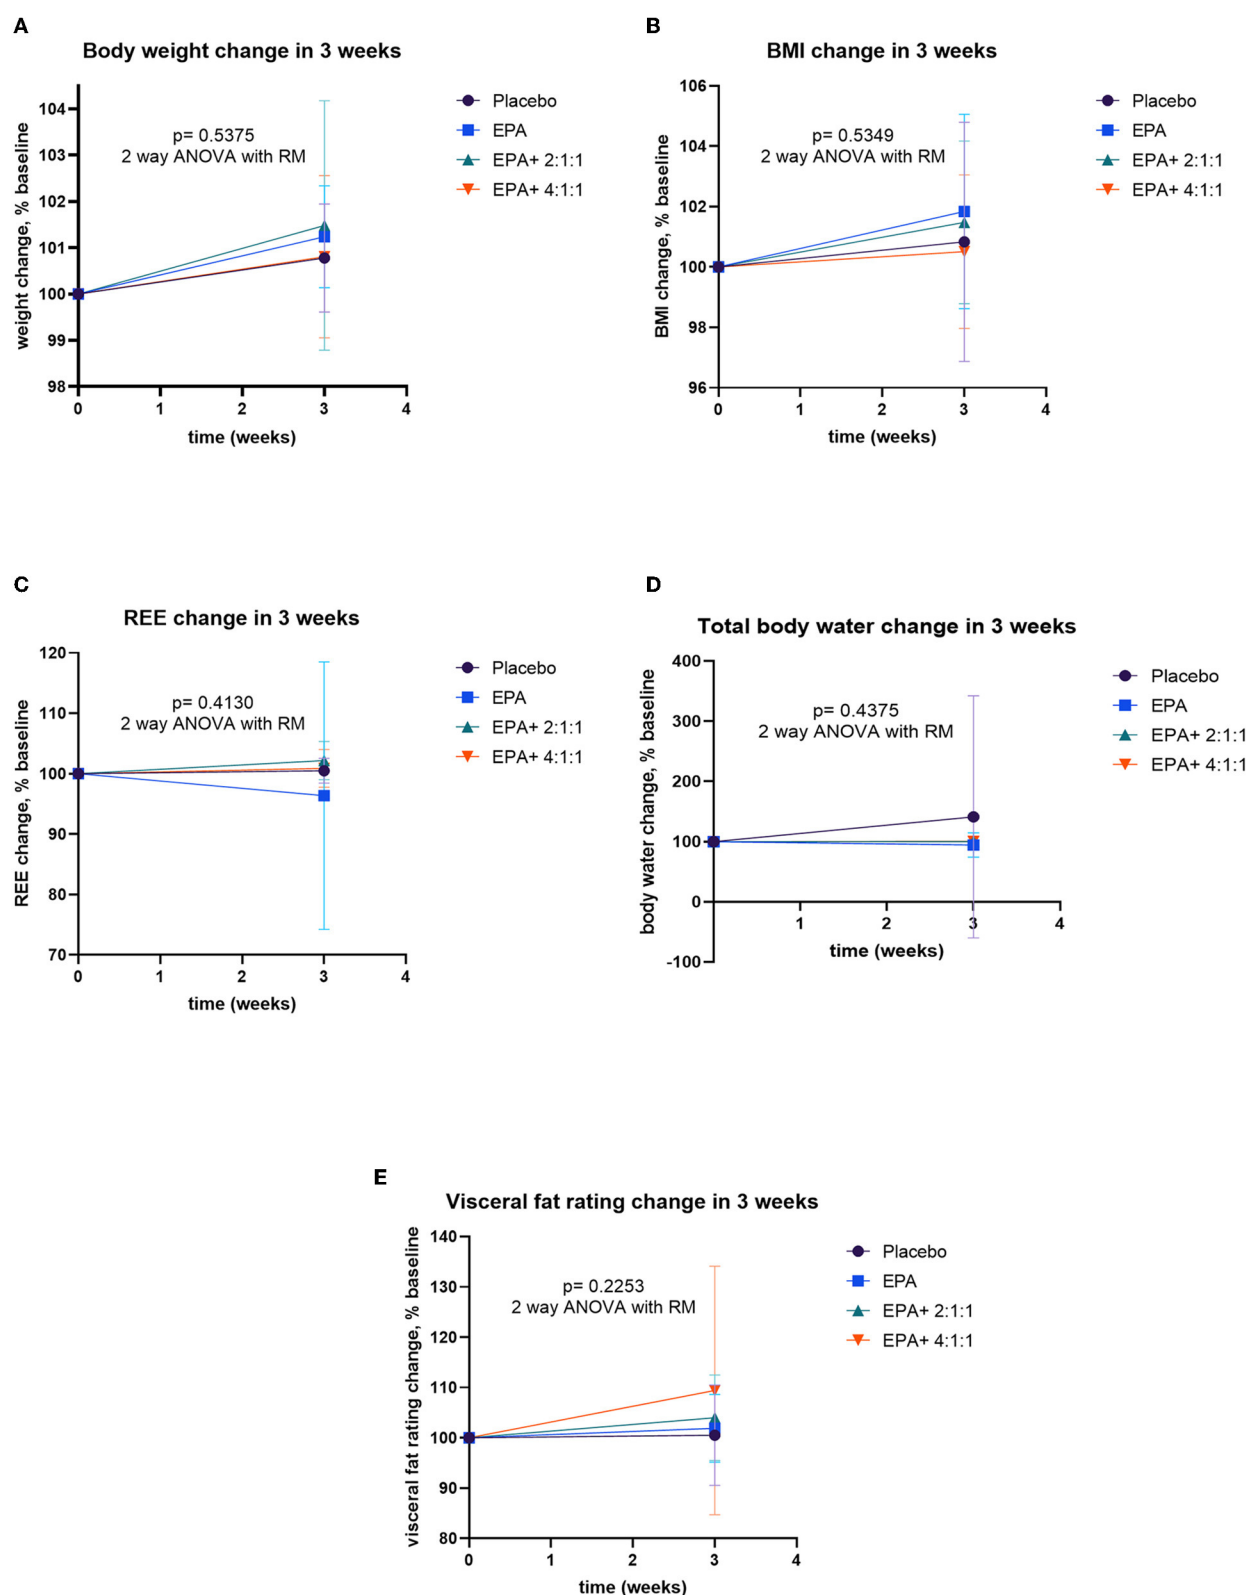 A
Body weight change in 3 weeks
weight change, % baseline
104
103
102
101
100
99
98
0 1 2 3 4
time (weeks)
p= 0.5375
2 way ANOVA with RM
Placebo
EPA
EPA+ 2:1:1
EPA+ 4:1:1
B
BMI change in 3 weeks
BMI change, % baseline
106
104
102
100
98
96
0 1 2 3 4
time (weeks)
p= 0.5349
2 way ANOVA with RM
Placebo
EPA
EPA+ 2:1:1
EPA+ 4:1:1
C
REE change in 3 weeks
REE change, % baseline
120
110
100
90
80
70
0 1 2 3 4
time (weeks)
p= 0.4130
2 way ANOVA with RM
Placebo
EPA
EPA+ 2:1:1
EPA+ 4:1:1
D
Total body water change in 3 weeks
body water change, % baseline
400
300
200
100
0
-100
1 2 3 4
time (weeks)
p= 0.4375
2 way ANOVA with RM
Placebo
EPA
EPA+ 2:1:1
EPA+ 4:1:1
E
Visceral fat rating change in 3 weeks
visceral fat rating change, % baseline
140
130
120
110
100
90
80
0 1 2 3 4
time (weeks)
p= 0.2253
2 way ANOVA with RM
Placebo
EPA
EPA+ 2:1:1
EPA+ 4:1:1